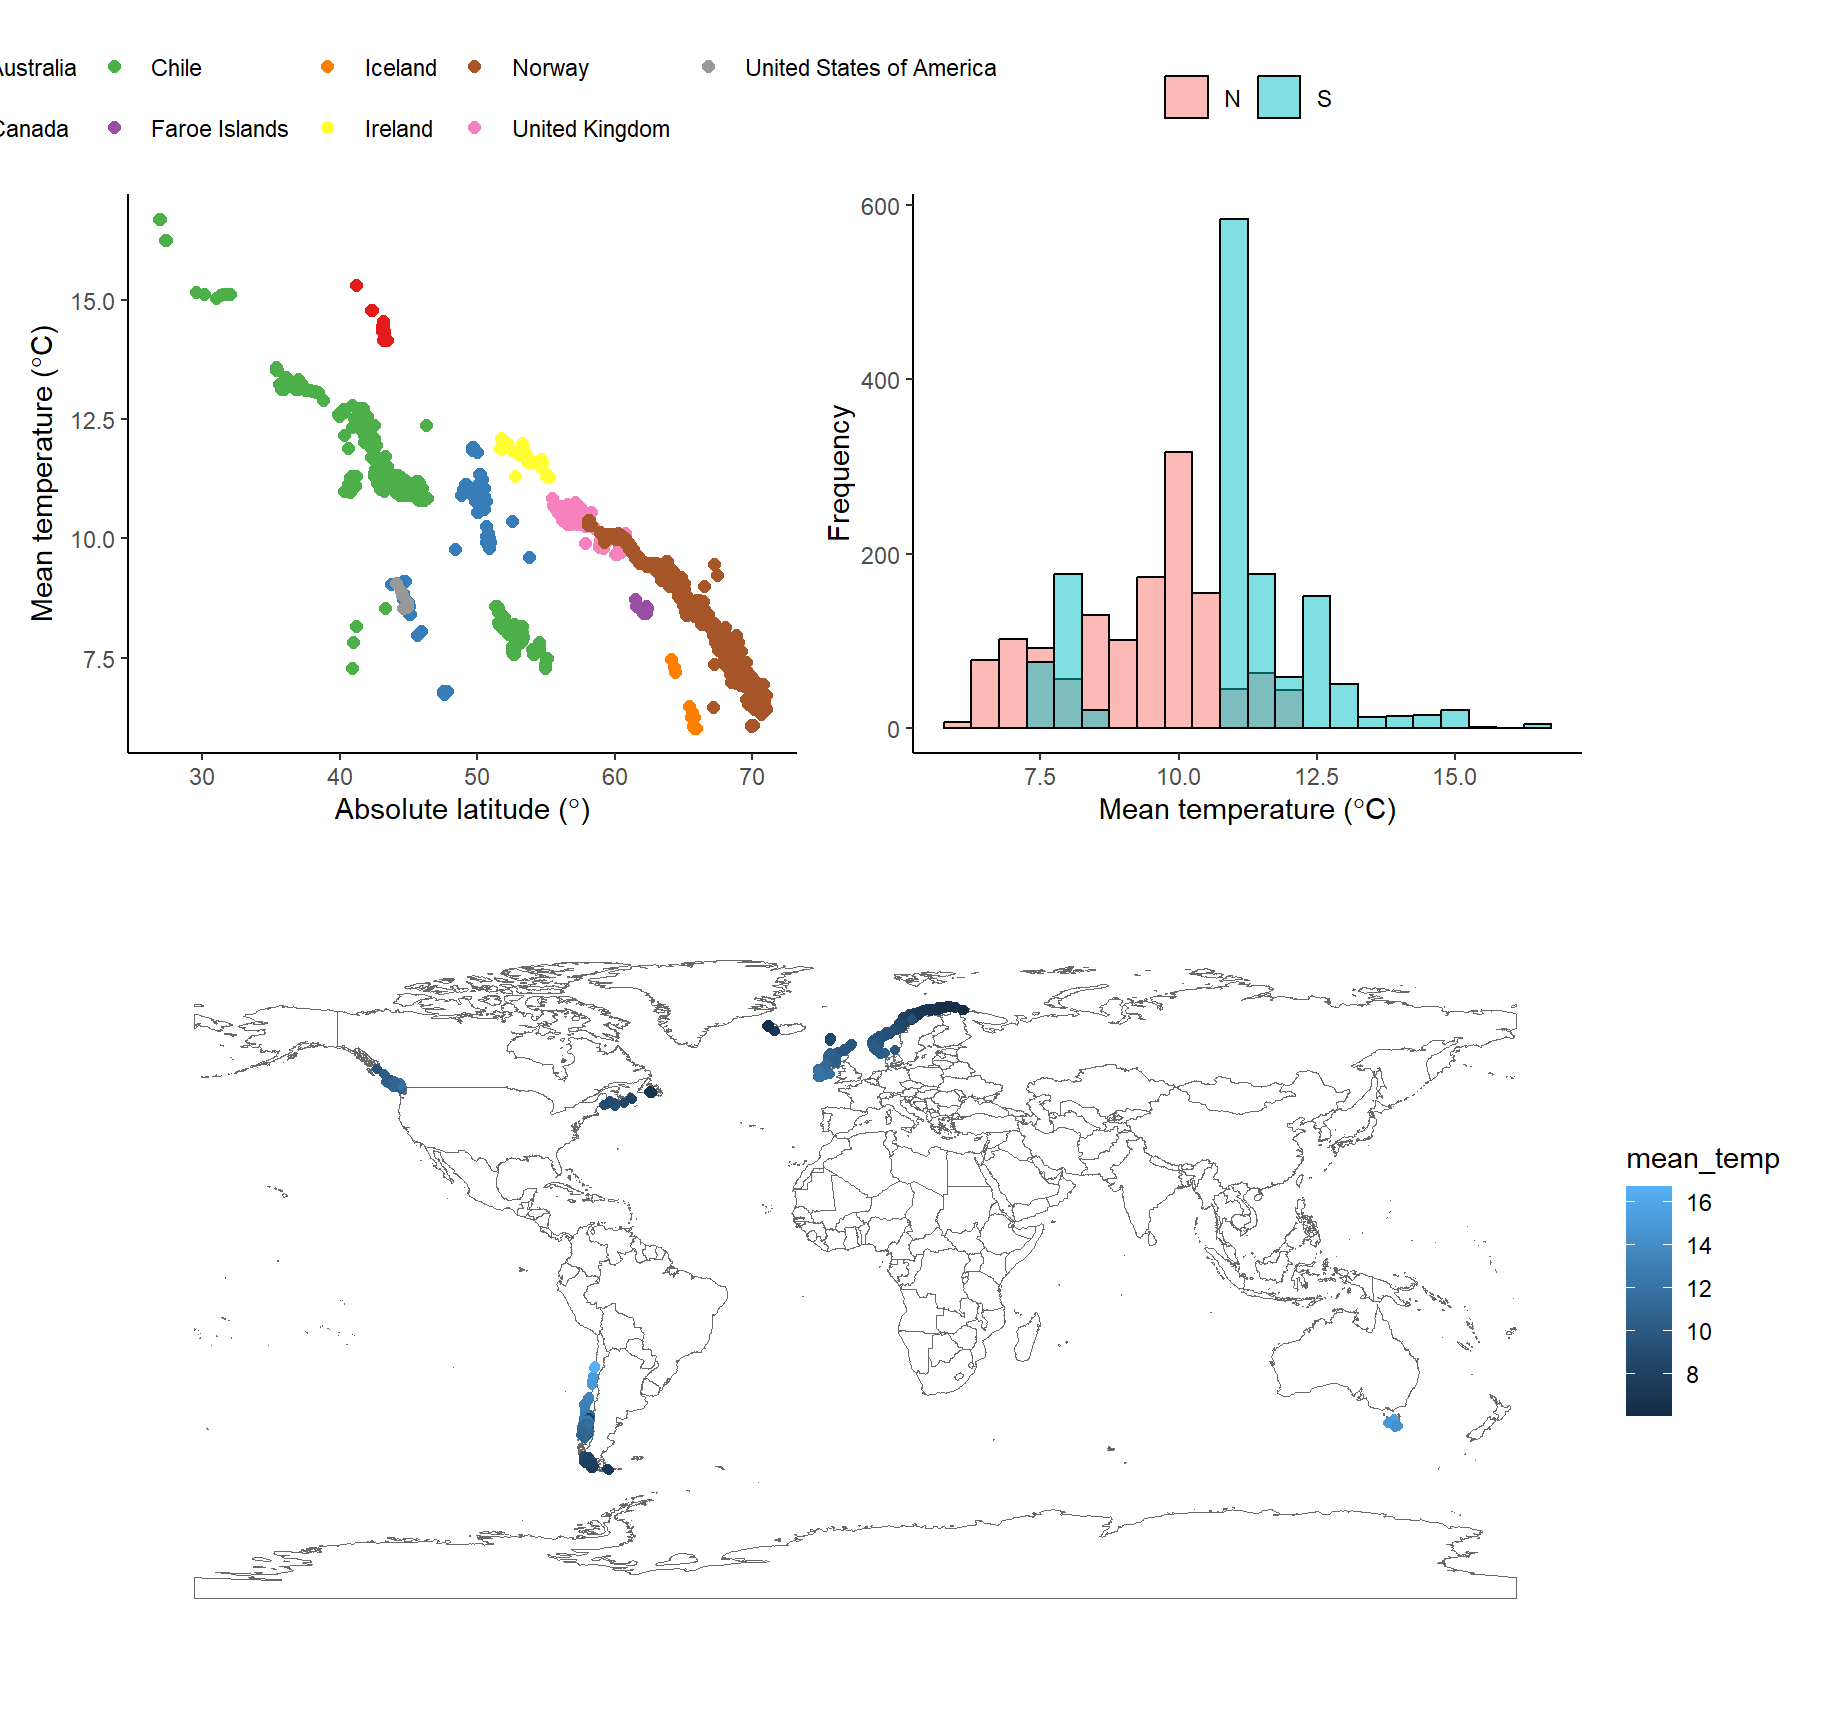 Australia Chile Iceland Norway United States of America
Canada Faroe Islands Ireland United Kingdom
N S
Mean temperature (°C)
15.0
12.5
10.0
7.5
30 40 50 60 70
Absolute latitude (°)
Frequency
600
400
200
0
7.5 10.0 12.5 15.0
Mean temperature (°C)
mean_temp
16
14
12
10
8